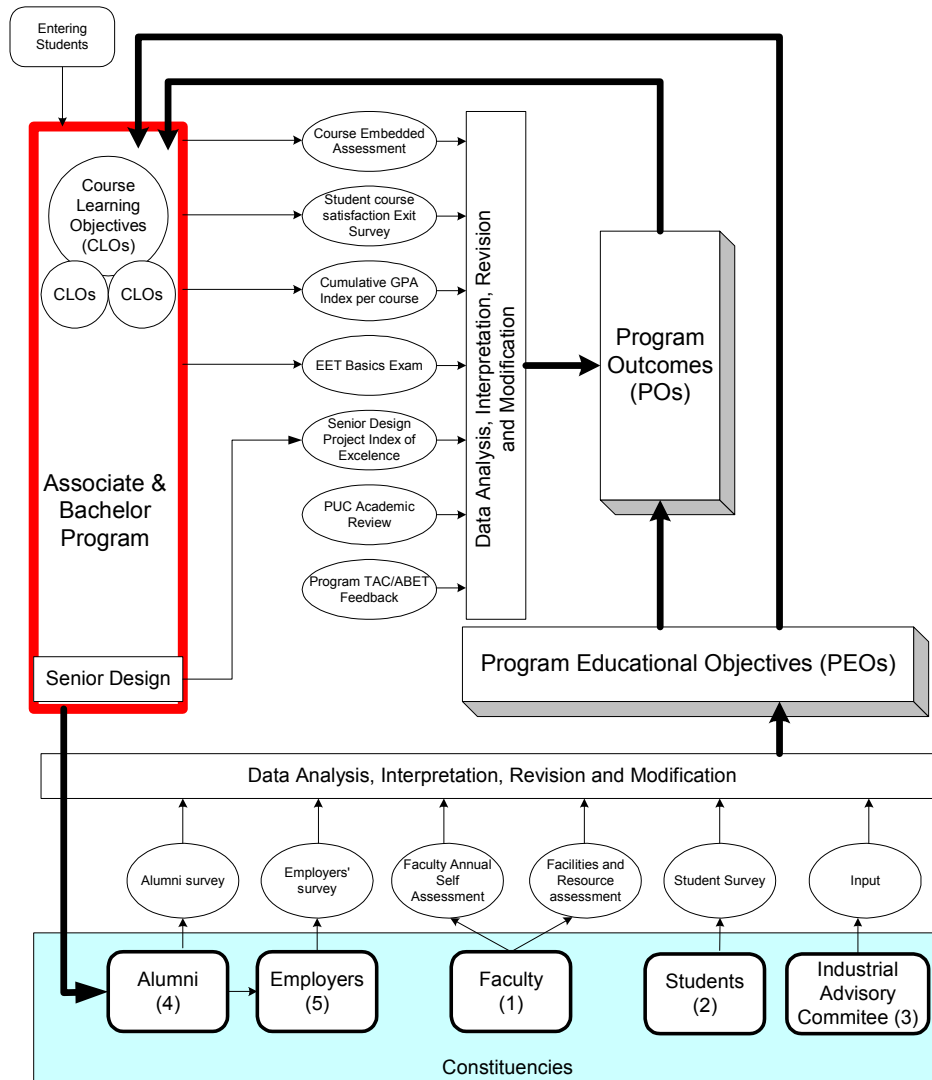 Entering
Students
Course
Learning
Objectives
(CLOs)
CLOs
CLOs
Associate &
Bachelor
Program
Senior Design
Course Embedded
Assessment
Student course
satisfaction Exit
Survey
Cumulative GPA
Index per course
EET Basics Exam
Senior Design
Project Index of
Excelence
PUC Academic
Review
Program TAC/ABET
Feedback
Data Analysis, Interpretation, Revision
and Modification
Program
Outcomes
(POs)
Program Educational Objectives (PEOs)
Data Analysis, Interpretation, Revision and Modification
Alumni survey
Employers'
survey
Faculty Annual
Self
Assessment
Facilities and
Resource
assessment
Student Survey
Input
Alumni
(4)
Employers
(5)
Faculty
(1)
Students
(2)
Industrial
Advisory
Commitee (3)
Constituencies